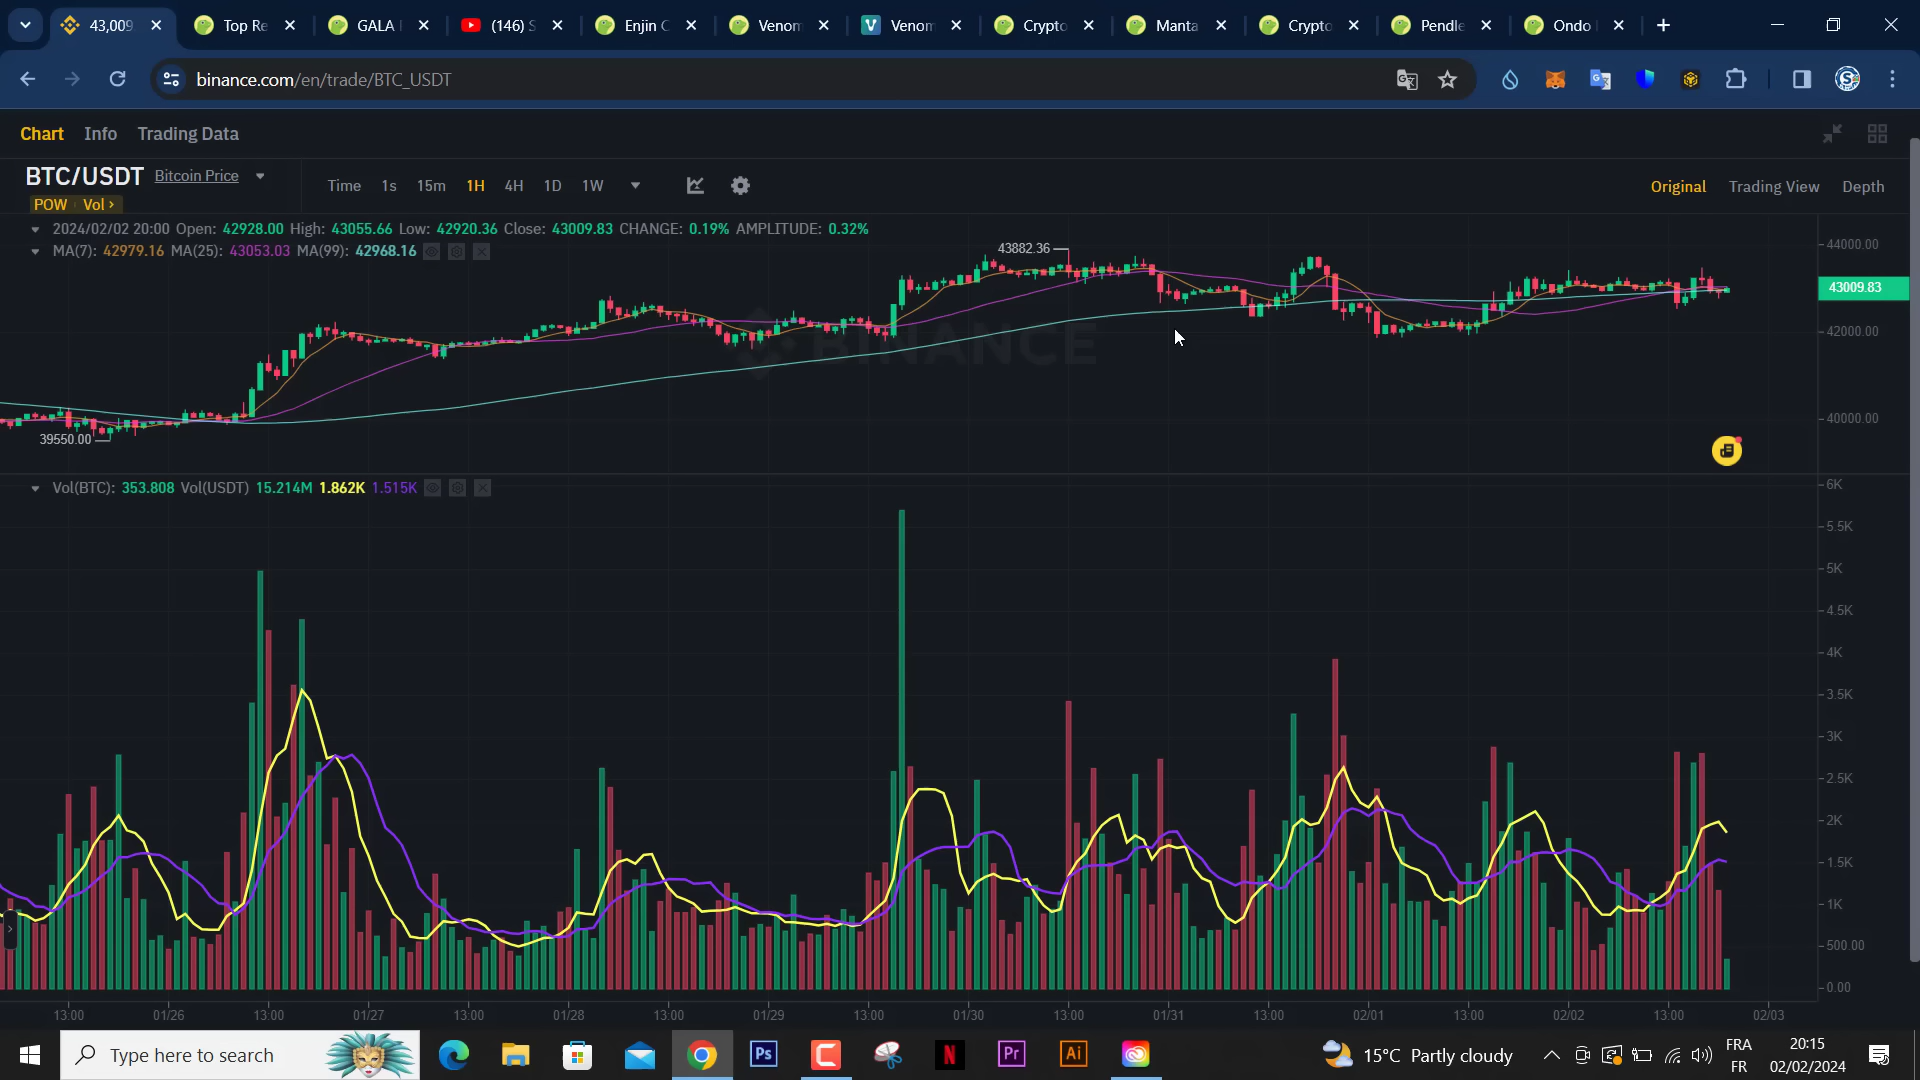 43,009
Top Re
GALA
(146) S
Enjin C
Venom
Venom
Crypto
Manta
Crypto
Pendle
Ondo
binance.com/en/trade/BTC_USDT
Chart Info Trading Data
BTC/USDT Bitcoin Price
POW Vol ›
Time 1s 15m 1H 4H 1D 1W
Original Trading View Depth
2024/02/02 20:00 Open: 42928.00 High: 43055.66 Low: 42920.36 Close: 43009.83 CHANGE: 0.19% AMPLITUDE: 0.32%
MA(7): 42979.16 MA(25): 43053.03 MA(99): 42968.16
43882.36
44000.00
43009.83
42000.00
BINANCE
40000.00
39550.00
Vol(BTC): 353.808 Vol(USDT) 15.214M 1.862K 1.515K
6K
5.5K
5K
4.5K
4K
3.5K
3K
2.5K
2K
1.5K
1K
500.00
0.00
13:00 01/26 13:00 01/27 13:00 01/28 13:00 01/29 13:00 01/30 13:00 01/31 13:00 02/01 13:00 02/02 13:00 02/03
Type here to search
Ps
N
Pr
Ai
15°C Partly cloudy
FRA
FR
20:15
02/02/2024